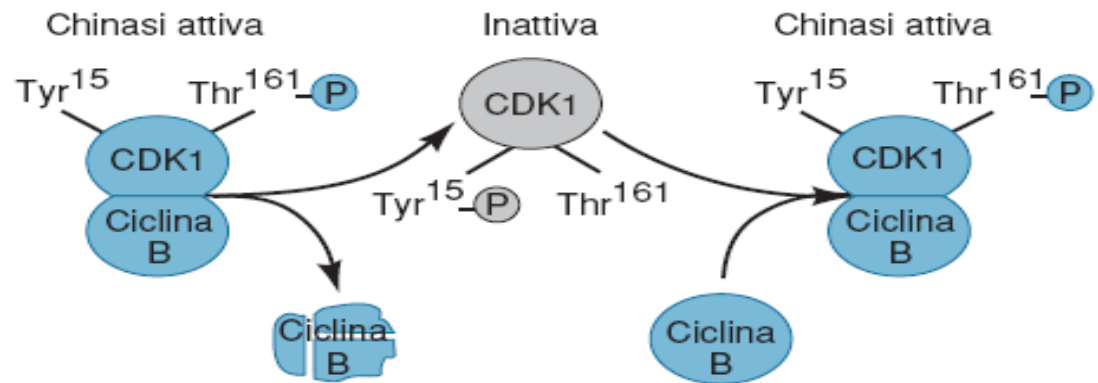 Chinasi attiva
Inattiva
Chinasi attiva
Tyr15
Thr161
P
CDK1
Ciclina
B
CDK1
Tyr15
P
Thr161
Tyr15
Thr161
P
CDK1
Ciclina
B
Ciclina
B
Ciclina
B